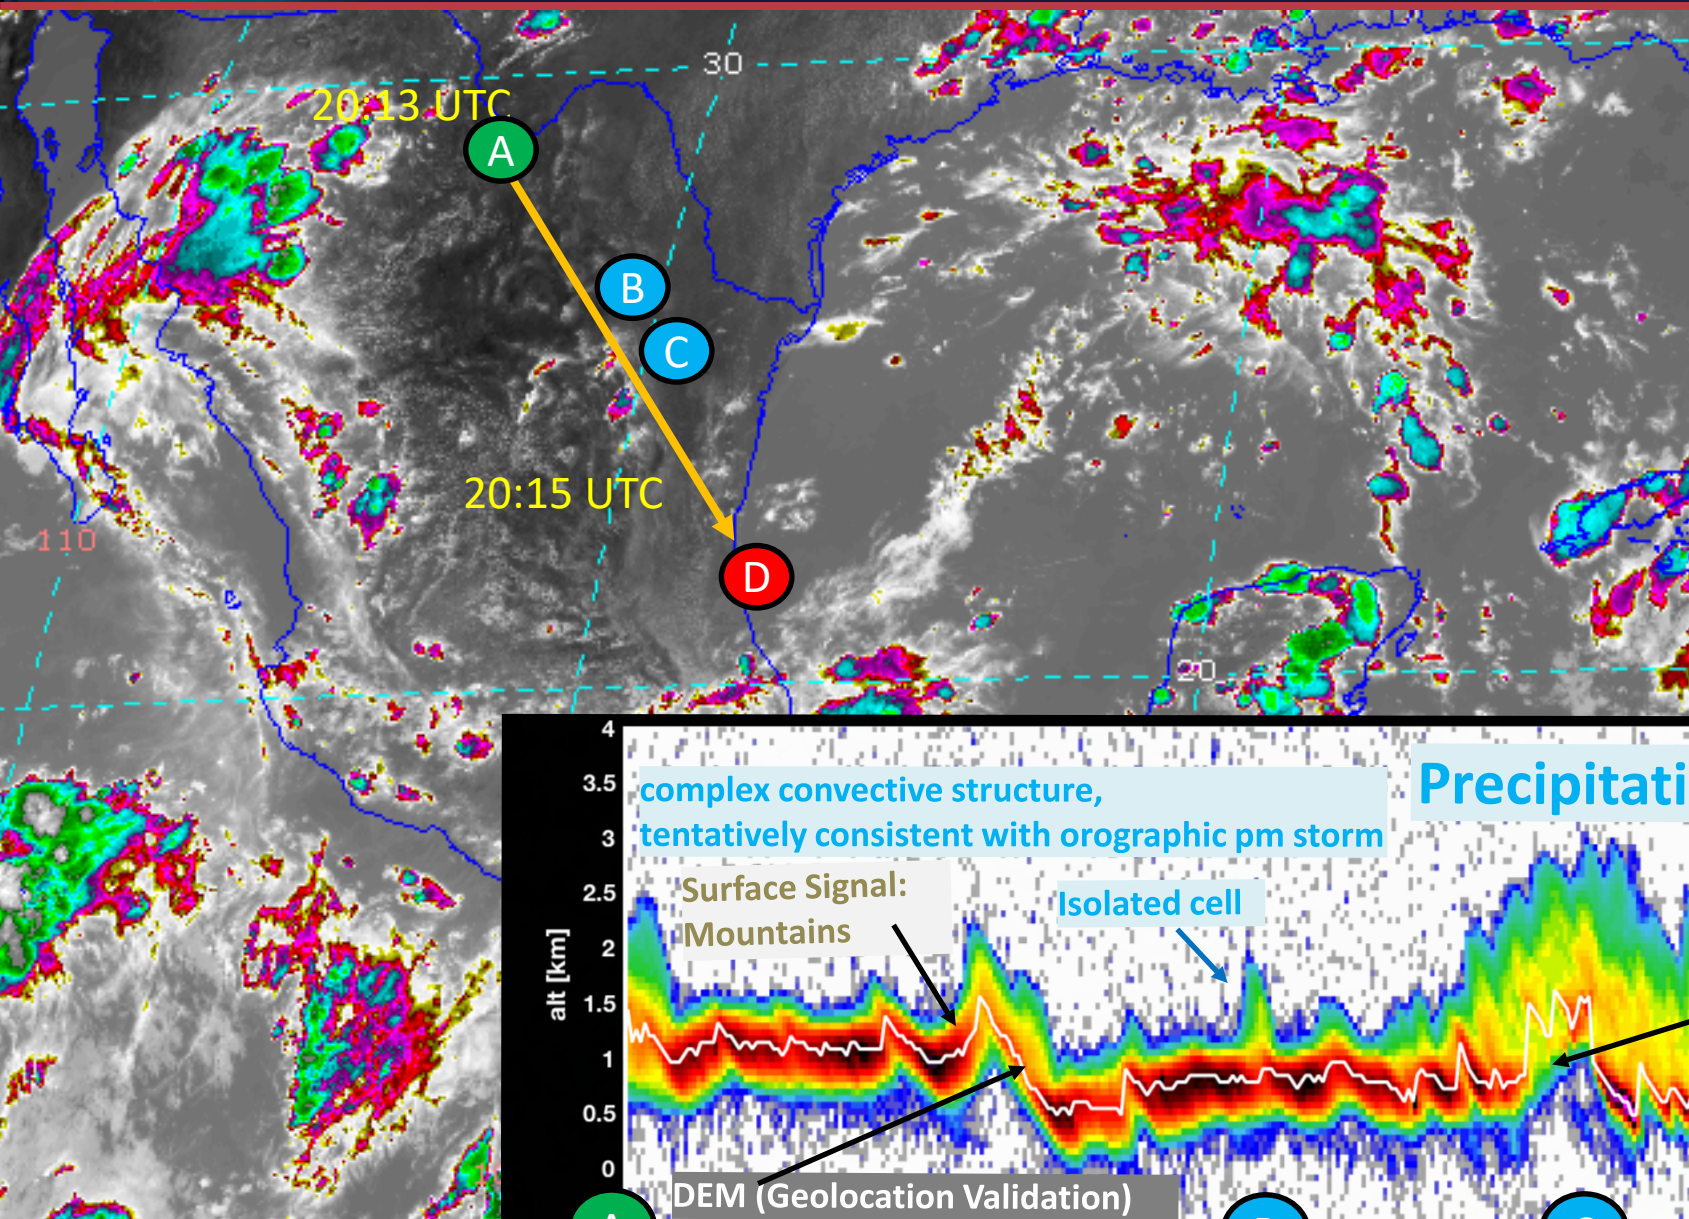 30
20:13 UTC
A
B
C
20:15 UTC
110
D
20
4
3.5
3
2.5
2
1.5
1
0.5
0
alt [km]
complex convective structure,
tentatively consistent with orographic pm storm
Precipitati
Surface Signal:
Mountains
Isolated cell
DEM (Geolocation Validation)